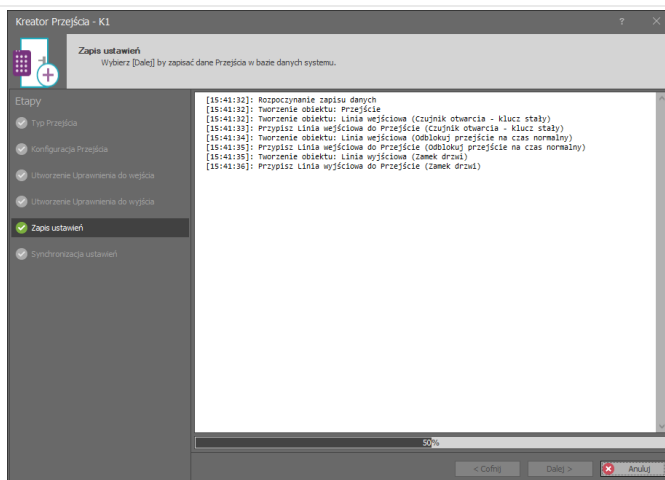 Kreator Przejścia - K1
Zapis ustawień
Wybierz [Dalej] by zapisać dane Przejścia w bazie danych systemu.
Etapy
Typ Przejścia
Konfiguracja Przejścia
Utworzenie Uprawnienia do wejścia
Utworzenie Uprawnienia do wyjścia
Zapis ustawień
Synchronizacja ustawień
[15:41:32]: Rozpoczynanie zapisu danych
[15:41:32]: Tworzenie obiektu: Przejście
[15:41:32]: Tworzenie obiektu: Linia wejściowa (Czujnik otwarcia - klucz stały)
[15:41:33]: Przypisz Linia wejściowa do Przejście (Czujnik otwarcia - klucz stały)
[15:41:34]: Tworzenie obiektu: Linia wejściowa (Odblokuj przejście na czas normalny)
[15:41:35]: Przypisz Linia wejściowa do Przejście (Odblokuj przejście na czas normalny)
[15:41:35]: Tworzenie obiektu: Linia wyjściowa (Zamek drzwi)
[15:41:36]: Przypisz Linia wyjściowa do Przejście (Zamek drzwi)
50%
< Cofnij
Dalej >
Anuluj